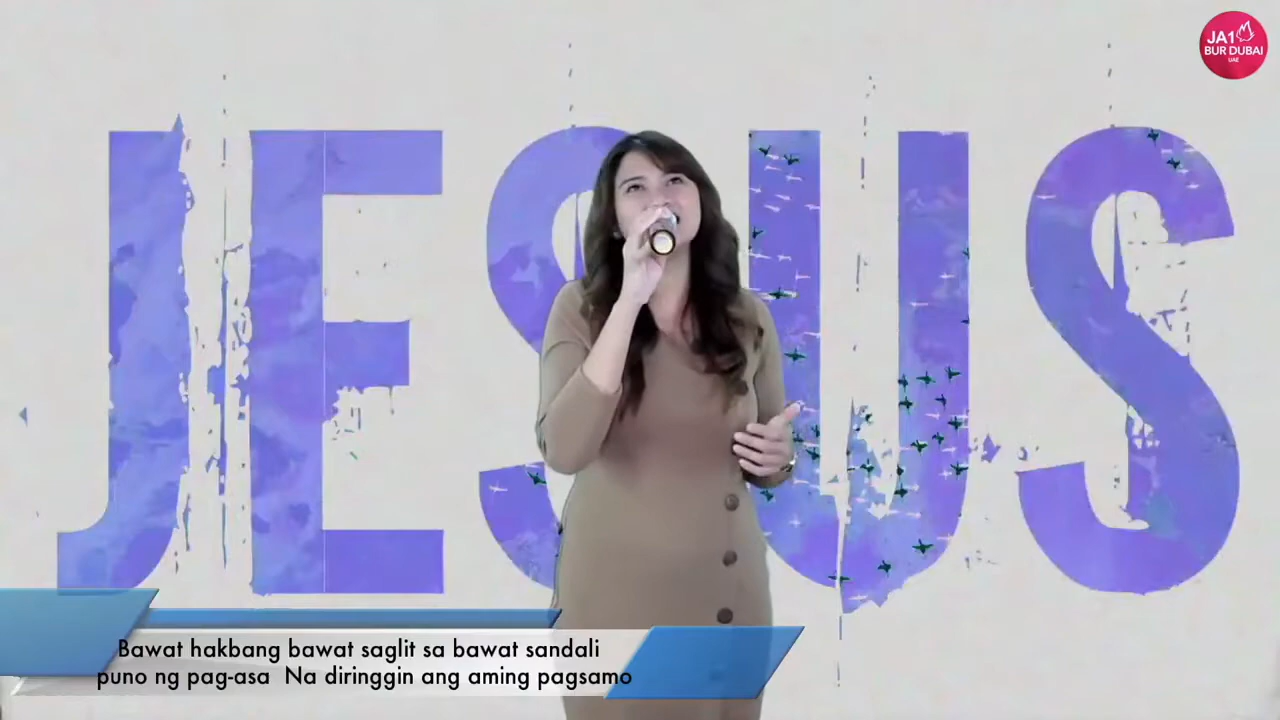 JA1
BUR DUBAI
UAE
JESUS
Bawat hakbang bawat saglit sa bawat sandali
puno ng pag-asa Na diringgin ang aming pagsamo